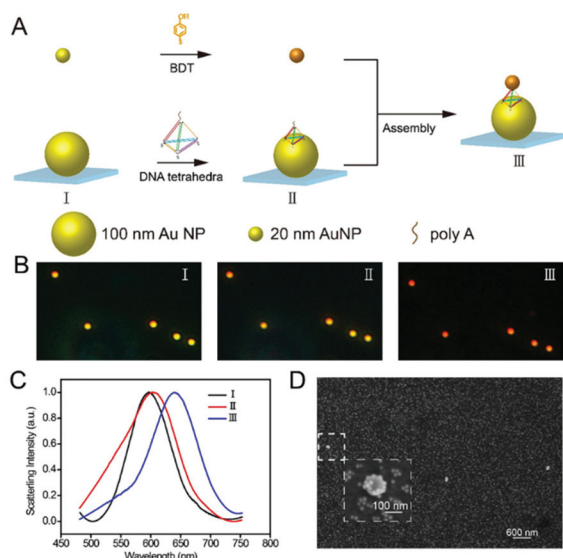 A
OH
BDT
DNA tetrahedra
Assembly
I
II
III
100 nm Au NP
20 nm AuNP
poly A
B
I
II
III
C
Scatterling Intensity (a.u.)
1.0
0.8
0.6
0.4
0.2
0.0
I
II
III
450 500 550 600 650 700 750 800
Wavelength (nm)
D
100 nm
600 nm